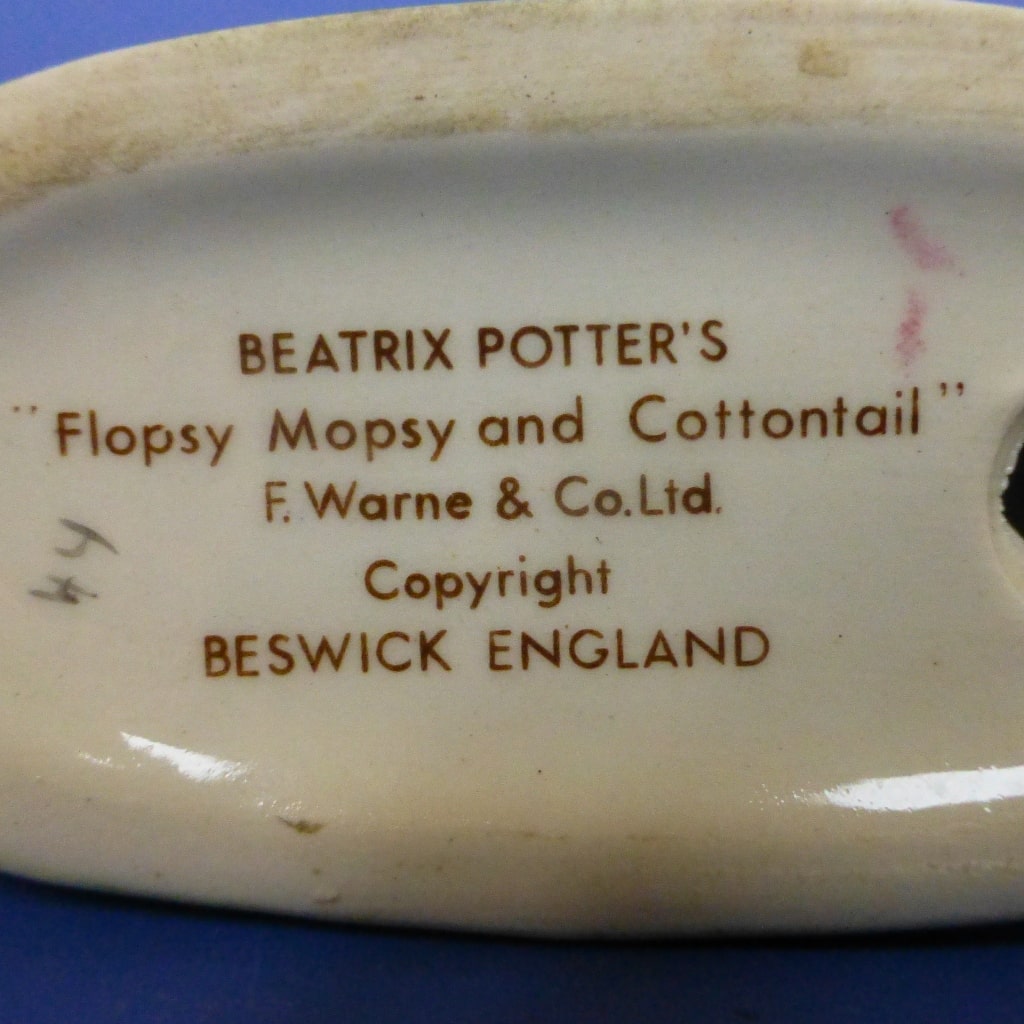 BEATRIX POTTER'S
"Flopsy Mopsy and Cottontail"
F. Warne & Co. Ltd.
Copyright
BESWICK ENGLAND